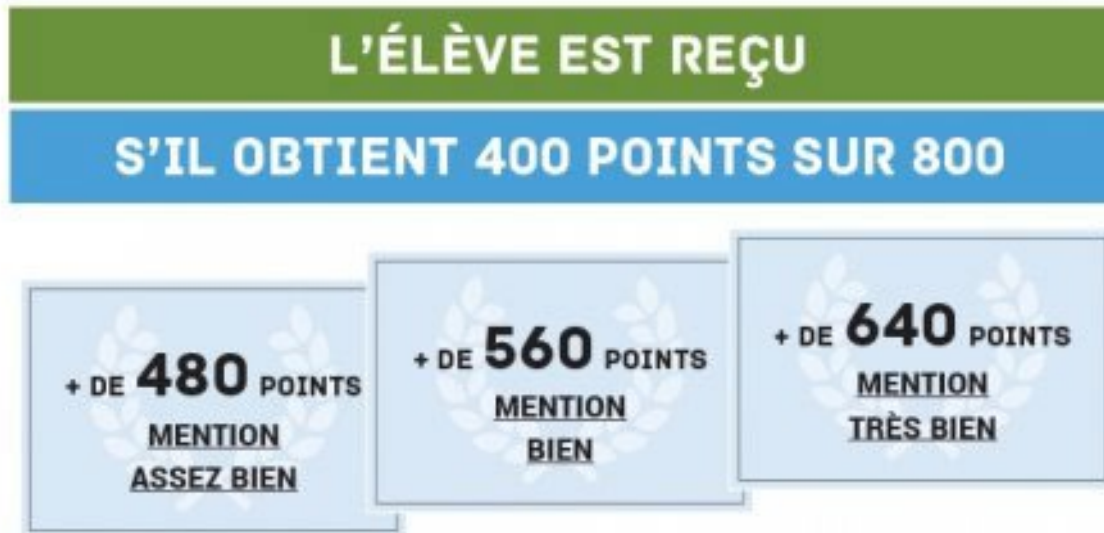 L'ÉLÈVE EST REÇU
S'IL OBTIENT 400 POINTS SUR 800
+ DE 480 POINTS
MENTION
ASSEZ BIEN
+ DE 560 POINTS
MENTION
BIEN
+ DE 640 POINTS
MENTION
TRÈS BIEN